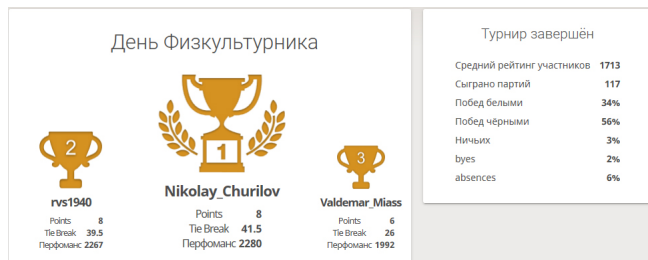 День Физкультурника
2
1
3
rvs1940
Points 8
Tie Break 39.5
Перфоманс 2267
Nikolay_Churilov
Points 8
Tie Break 41.5
Перфоманс 2280
Valdemar_Miass
Points 6
Tie Break 26
Перфоманс 1992
Турнир завершён
Средний рейтинг участников 1713
Сыграно партий 117
Побед белыми 34%
Побед чёрными 56%
Ничьих 3%
byes 2%
absences 6%